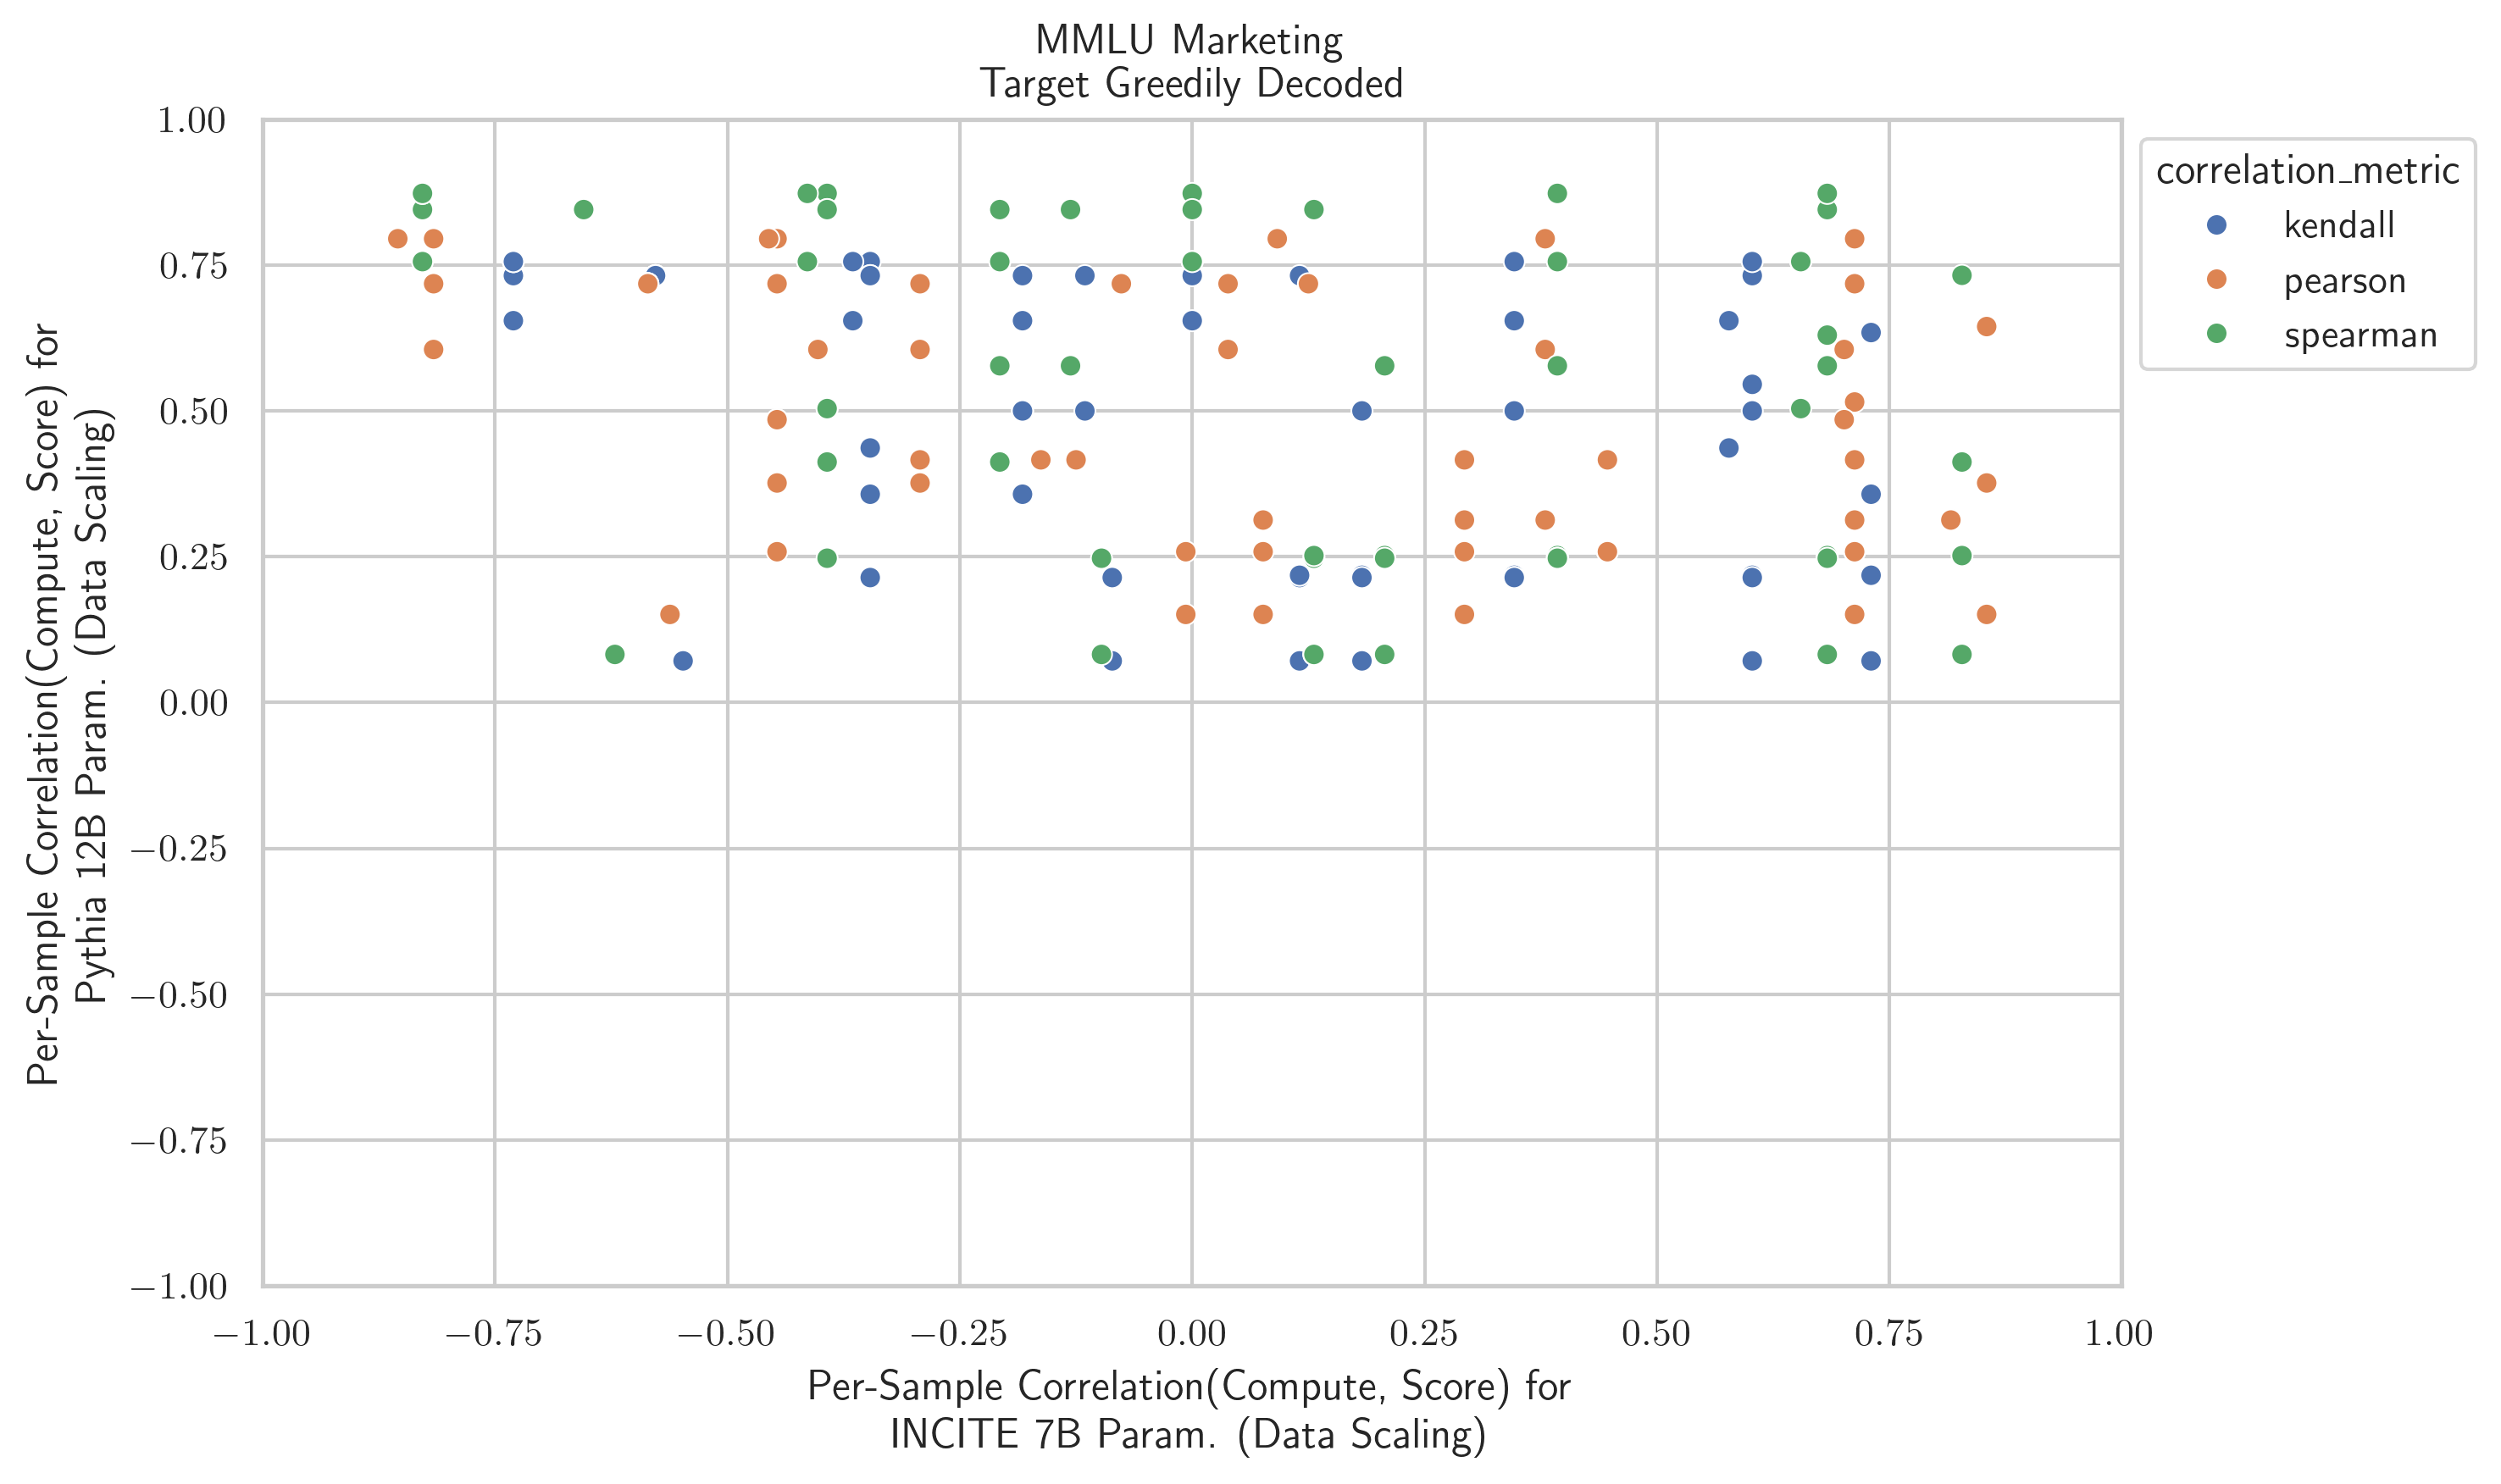 MMLU Marketing
Target Greedily Decoded
Per-Sample Correlation(Compute, Score) for
Pythia 12B Param. (Data Scaling)
1.00
0.75
0.50
0.25
0.00
−0.25
−0.50
−0.75
−1.00
−1.00 −0.75 −0.50 −0.25 0.00 0.25 0.50 0.75 1.00
Per-Sample Correlation(Compute, Score) for
INCITE 7B Param. (Data Scaling)
correlation_metric
kendall
pearson
spearman